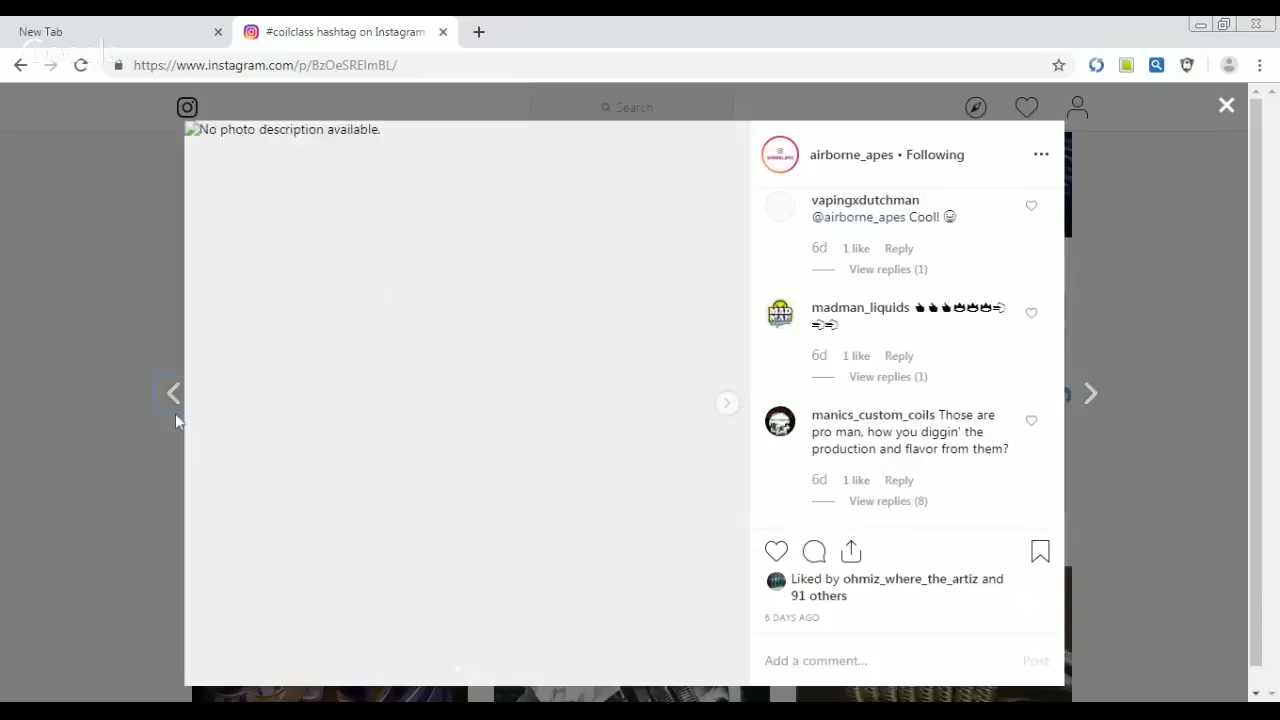 New Tab
#coilclass hashtag on Instagram
Google
https://www.instagram.com/p/BzOeSREImBL/
Search
No photo description available.
airborne_apes • Following
vapingxdutchman
@airborne_apes Cooll
6d 1 like Reply
View replies (1)
madman_liquids
6d 1 like Reply
View replies (1)
manics_custom_coils Those are
pro man, how you diggin' the
production and flavor from them?
6d 1 like Reply
View replies (8)
Liked by ohmiz_where_the_artiz and
91 others
6 DAYS AGO
Add a comment...
Post